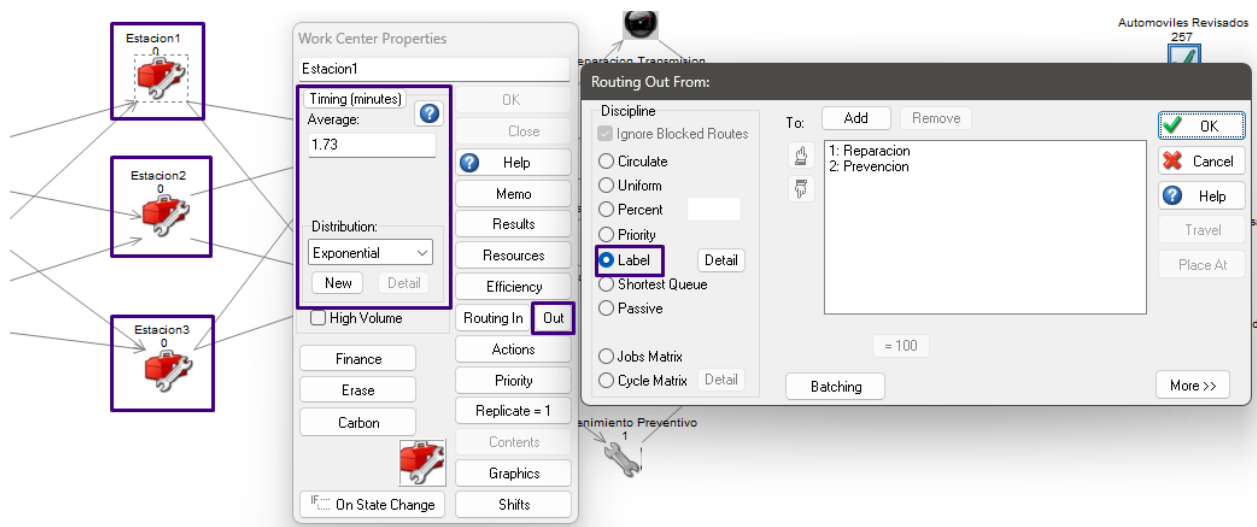 Estacion1
0
Estacion2
0
Estacion3
0
Work Center Properties
Estacion1
Timing (minutes)
Average:
1.73
Distribution:
Exponential
New
Detail
High Volume
Finance
Erase
Carbon
IF
On State Change
OK
Close
Help
Memo
Results
Resources
Efficiency
Routing In
Out
Actions
Priority
Replicate = 1
Contents
Graphics
Shifts
Transmision
Automoviles Revisados
257
Routing Out From:
Discipline
Ignore Blocked Routes
Circulate
Uniform
Percent
Priority
Label
Detail
Shortest Queue
Passive
Jobs Matrix
Cycle Matrix
Detail
To:
Add
Remove
1: Reparacion
2: Prevencion
= 100
Batching
OK
Cancel
Help
Travel
Place At
More >>
Preventivo
1